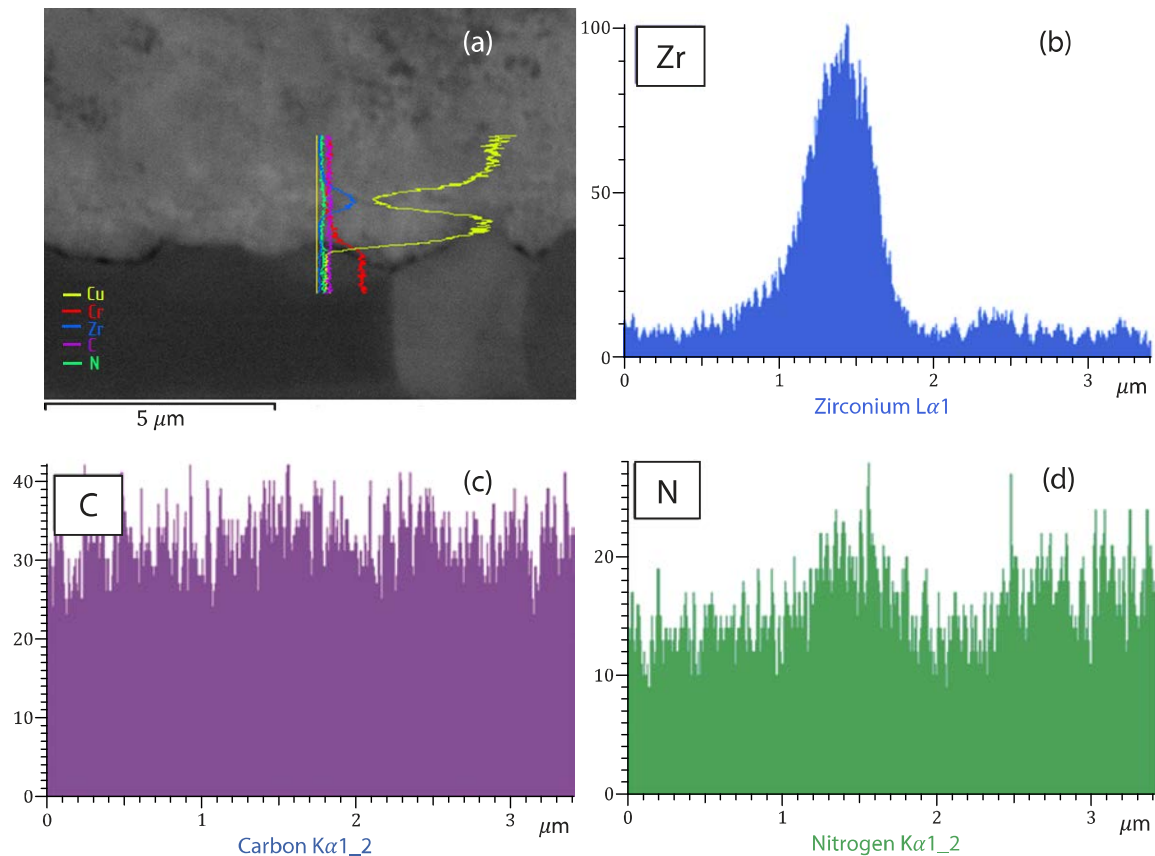 (a)
Cu
Cr
Zr
C
N
5 μm
Zr
(b)
100
50
0
0 1 2 3 μm
Zirconium Lα1
C
(c)
40
30
20
10
0
0 1 2 3 μm
Carbon Kα1_2
N
(d)
20
10
0
0 1 2 3 μm
Nitrogen Kα1_2